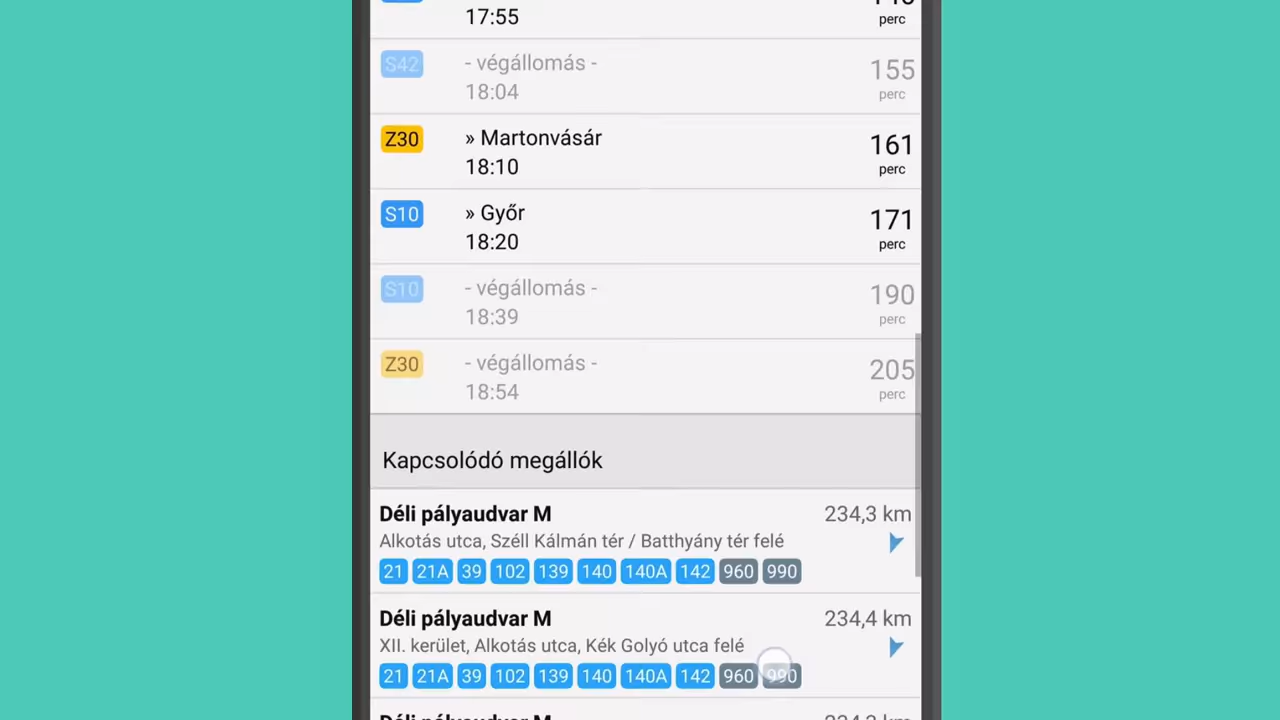 17:55
perc
S42 - végállomás - 155
18:04 perc
Z30 » Martonvásár 161
18:10 perc
S10 » Győr 171
18:20 perc
S10 - végállomás - 190
18:39 perc
Z30 - végállomás - 205
18:54 perc
Kapcsolódó megállók
Déli pályaudvar M 234,3 km
Alkotás utca, Széll Kálmán tér / Batthyány tér felé
21 21A 39 102 139 140 140A 142 960 990
Déli pályaudvar M 234,4 km
XII. kerület, Alkotás utca, Kék Golyó utca felé
21 21A 39 102 139 140 140A 142 960 990